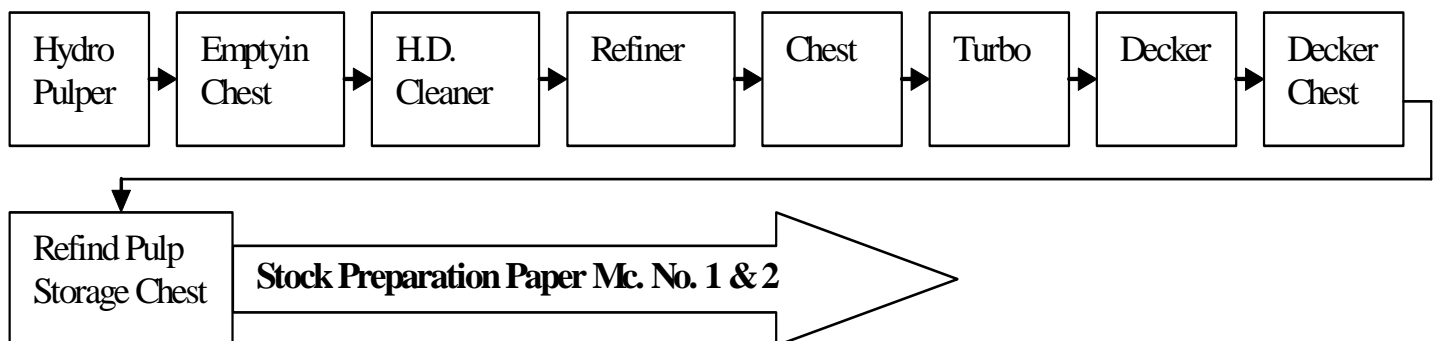 Hydro
Pulper
Emptyin
Chest
H.D.
Cleaner
Refiner
Chest
Turbo
Decker
Decker
Chest
Refind Pulp
Storage Chest
Stock Preparation Paper Mc. No. 1 & 2